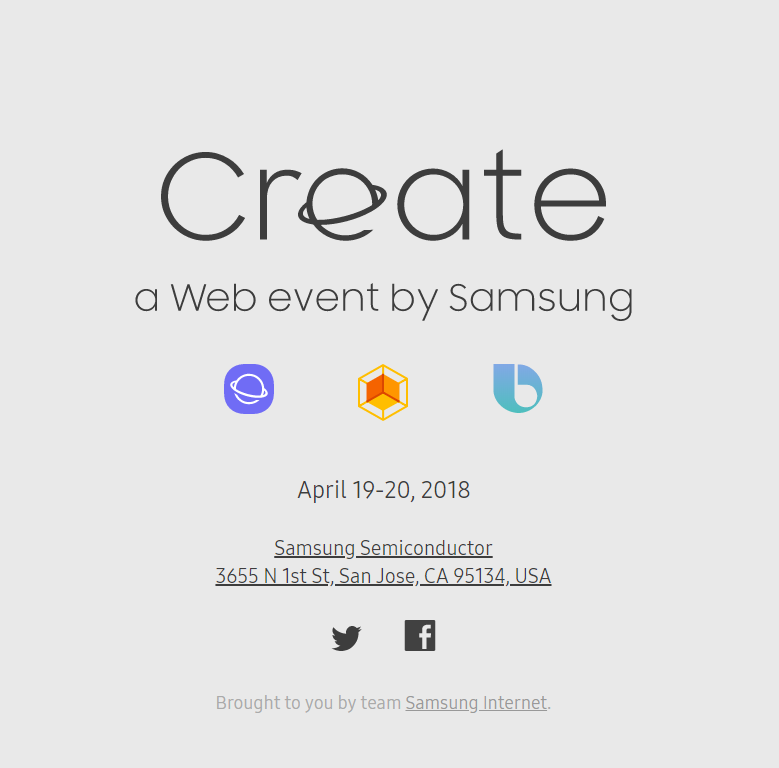 Create
a Web event by Samsung
April 19-20, 2018
Samsung Semiconductor
3655 N 1st St, San Jose, CA 95134, USA
Brought to you by team Samsung Internet.